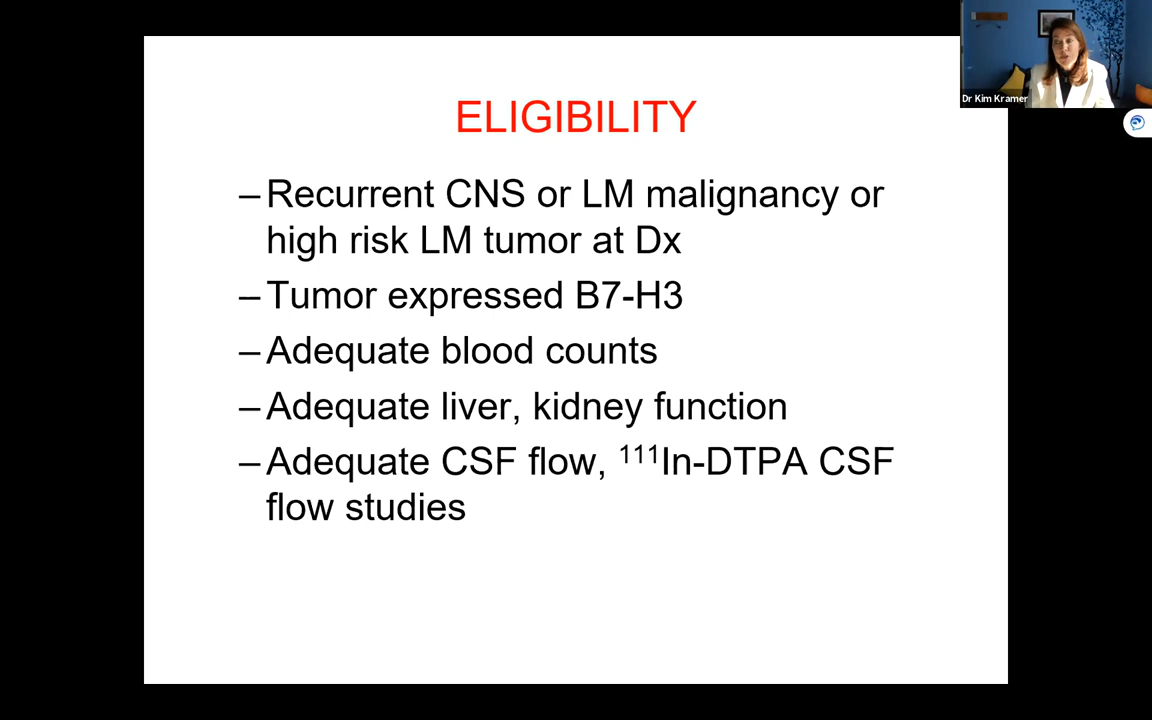 Dr Kim Kramer
ELIGIBILITY
–Recurrent CNS or LM malignancy or
high risk LM tumor at Dx
–Tumor expressed B7-H3
–Adequate blood counts
–Adequate liver, kidney function
–Adequate CSF flow, ¹¹¹In-DTPA CSF
flow studies